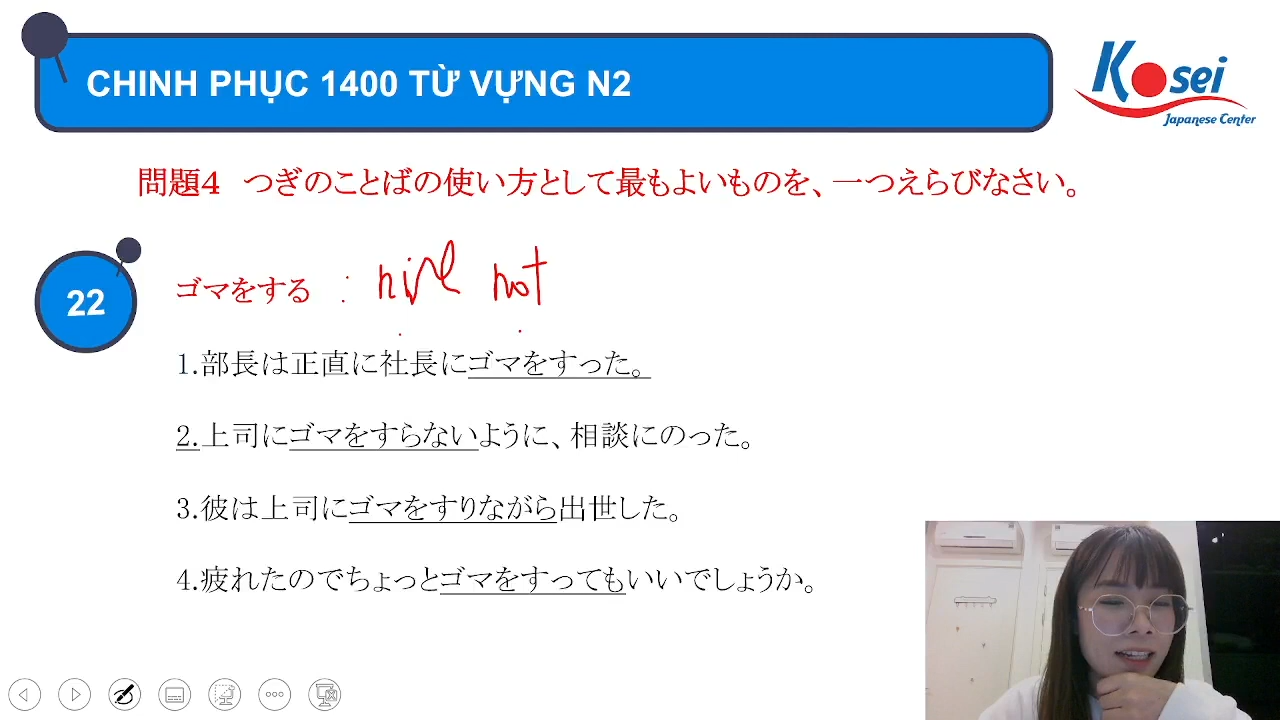 CHINH PHỤC 1400 TỪ VỰNG N2
Kosei
Japanese Center
問題４ つぎのことばの使い方として最もよいものを、一つえらびなさい。
22
ゴマをする :
1.部長は正直に社長にゴマをすった。
2.上司にゴマをすらないように、相談にのった。
3.彼は上司にゴマをすりながら出世した。
4.疲れたのでちょっとゴマをすってもいいでしょうか。